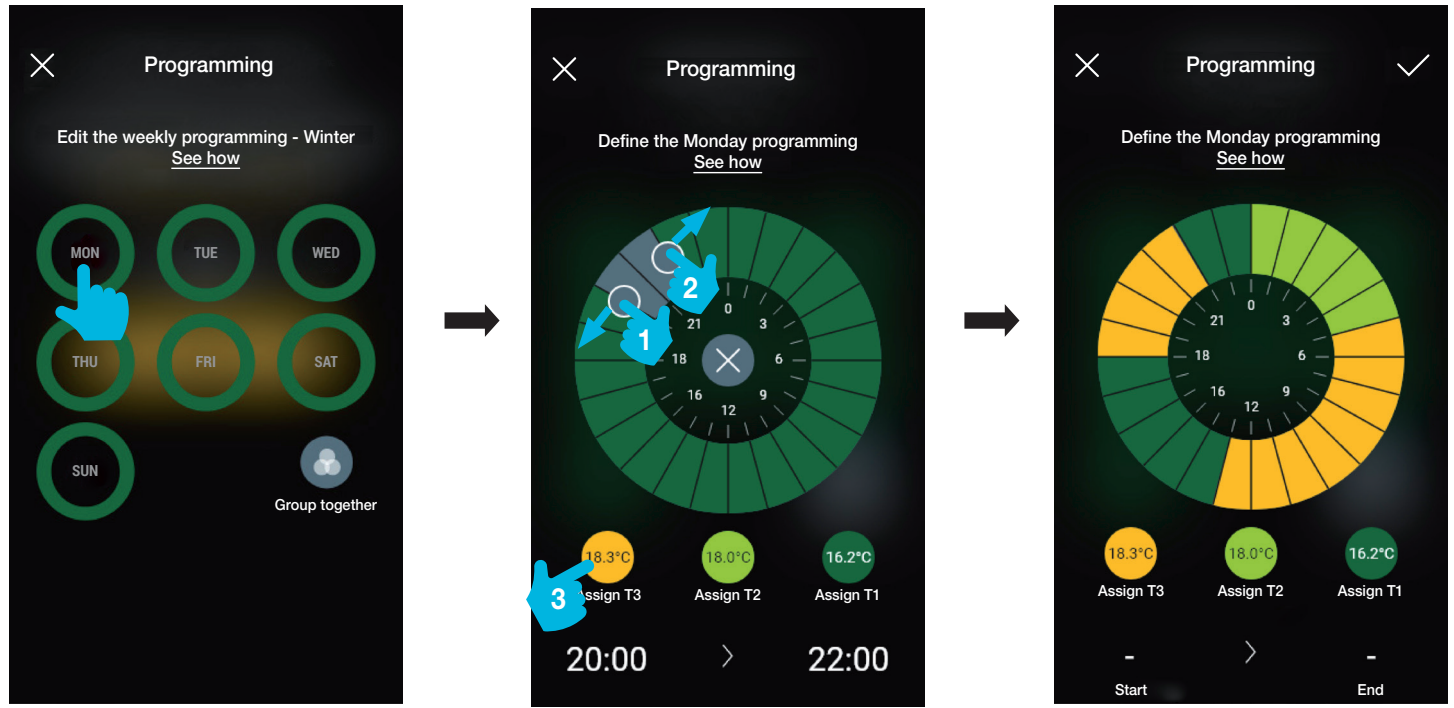 Programming
Edit the weekly programming - Winter
See how
MON
TUE
WED
THU
FRI
SAT
SUN
Group together
Programming
Define the Monday programming
See how
2
1
0
3
6
9
12
16
18
21
18.3°C
18.0°C
16.2°C
3
ssign T3
Assign T2
Assign T1
20:00
22:00
Programming
Define the Monday programming
See how
0
3
6
9
12
16
18
21
18.3°C
18.0°C
16.2°C
Assign T3
Assign T2
Assign T1
-
-
Start
End